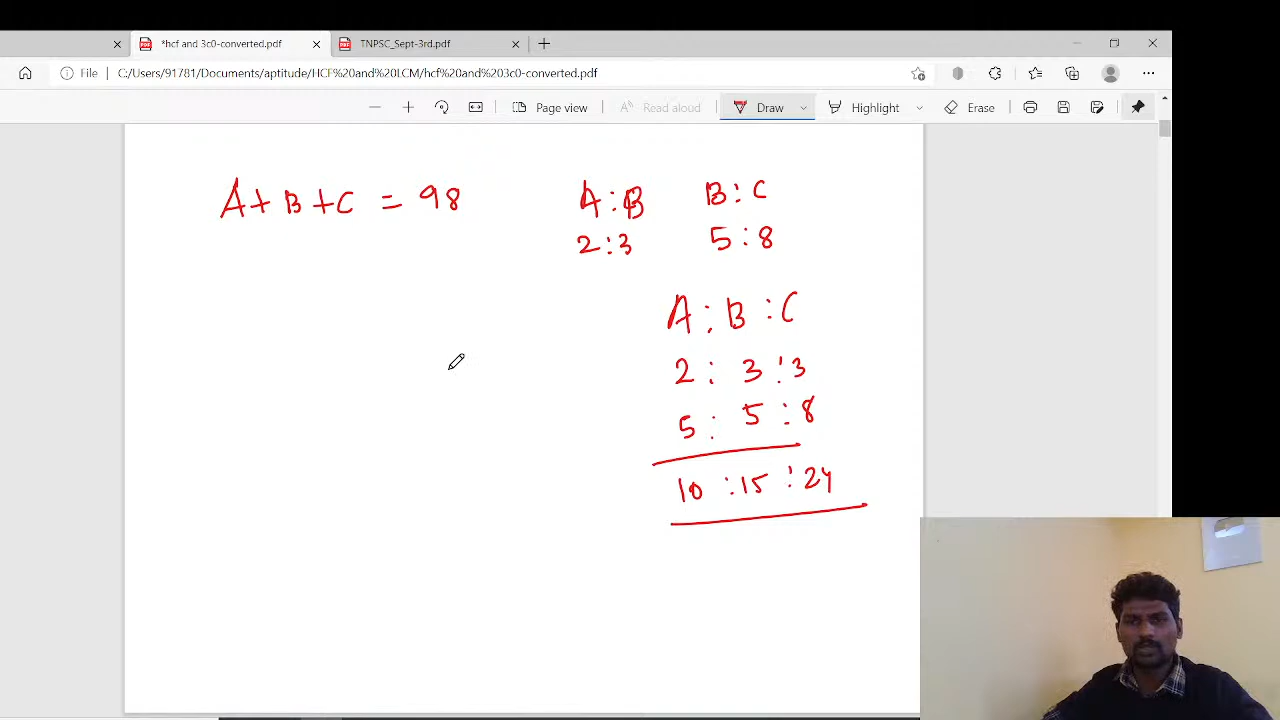 *hcf and 3c0-converted.pdf
TNPSC_Sept-3rd.pdf
File C:/Users/91781/Documents/aptitude/HCF%20and%20LCM/hcf%20and%203c0-converted.pdf
Page view Read aloud Draw Highlight Erase
A+B+C = 98
A:B B:C
2:3 5:8
A:B:C
2:3:3
5:5:8
10:15:24